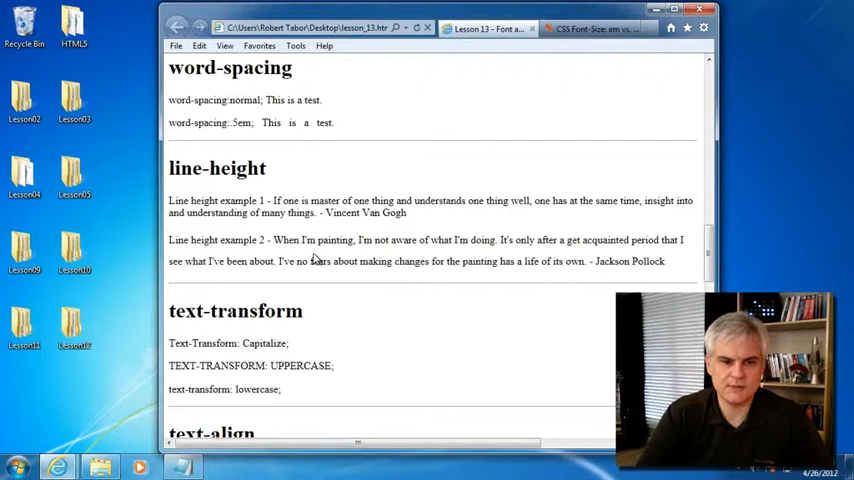 C:\Users\Robert Tabor\Desktop\lesson_13.htr
Lesson 13 - Font a...
CSS Font-Size: em vs. ...
File Edit View Favorites Tools Help
Recycle Bin
HTML5
Lesson02
Lesson03
Lesson04
Lesson05
Lesson09
Lesson10
Lesson11
Lesson12
word-spacing
word-spacing:normal; This is a test.
word-spacing:.5em; This is a test.
line-height
Line height example 1 - If one is master of one thing and understands one thing well, one has at the same time, insight into
and understanding of many things. - Vincent Van Gogh
Line height example 2 - When I'm painting, I'm not aware of what I'm doing. It's only after a get acquainted period that I
see what I've been about. I've no fears about making changes for the painting has a life of its own. - Jackson Pollock
text-transform
Text-Transform: Capitalize;
TEXT-TRANSFORM: UPPERCASE;
text-transform: lowercase;
text-align
4/26/2012